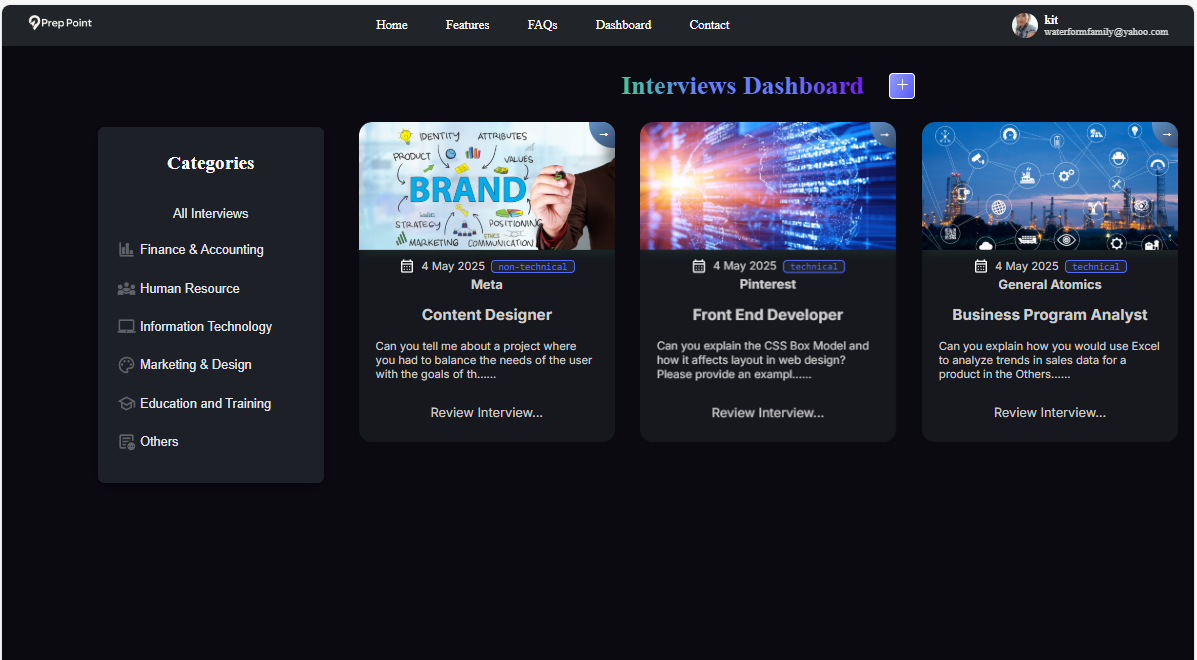 Prep Point
Home
Features
FAQs
Dashboard
Contact
kit
waterformfamily@yahoo.com
Interviews Dashboard
+
Categories
All Interviews
Finance & Accounting
Human Resource
Information Technology
Marketing & Design
Education and Training
Others
IDENTITY ATTRIBUTES
PRODUCT
VALUES
BRAND
STRATEGY
POSITIONING
MARKETING COMMUNICATION
→
4 May 2025 non-technical
Meta
Content Designer
Can you tell me about a project where
you had to balance the needs of the user
with the goals of th......
Review Interview...
→
4 May 2025 technical
Pinterest
Front End Developer
Can you explain the CSS Box Model and
how it affects layout in web design?
Please provide an exampl......
Review Interview...
→
4 May 2025 technical
General Atomics
Business Program Analyst
Can you explain how you would use Excel
to analyze trends in sales data for a
product in the Others......
Review Interview...